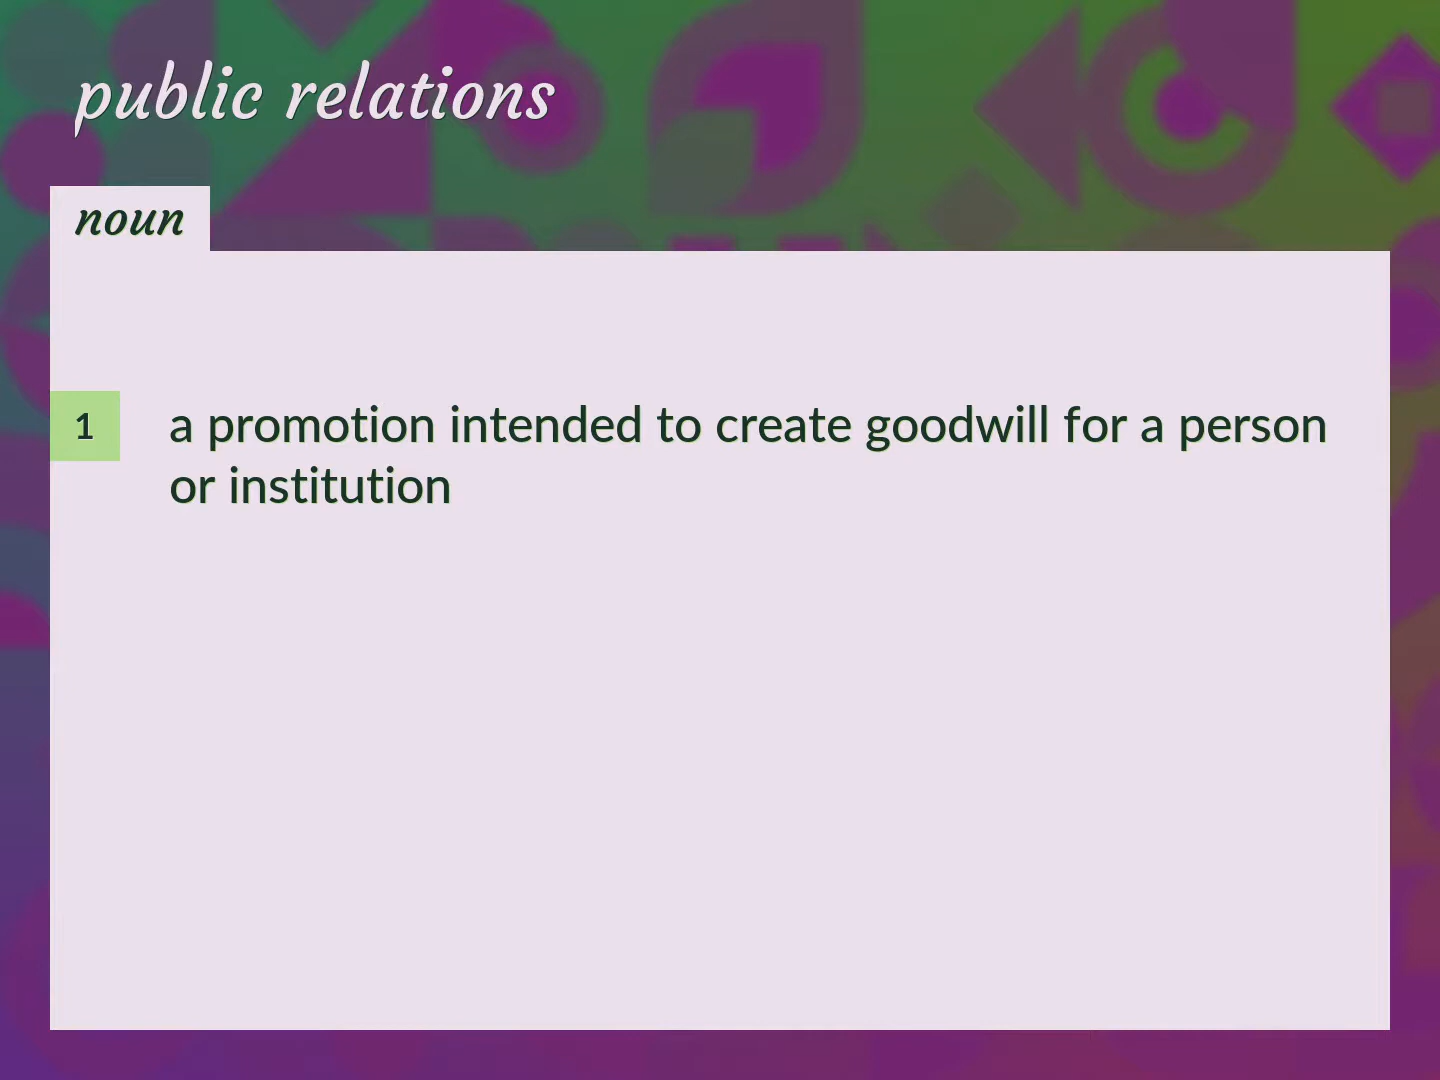 public relations
noun
1
a promotion intended to create goodwill for a person
or institution